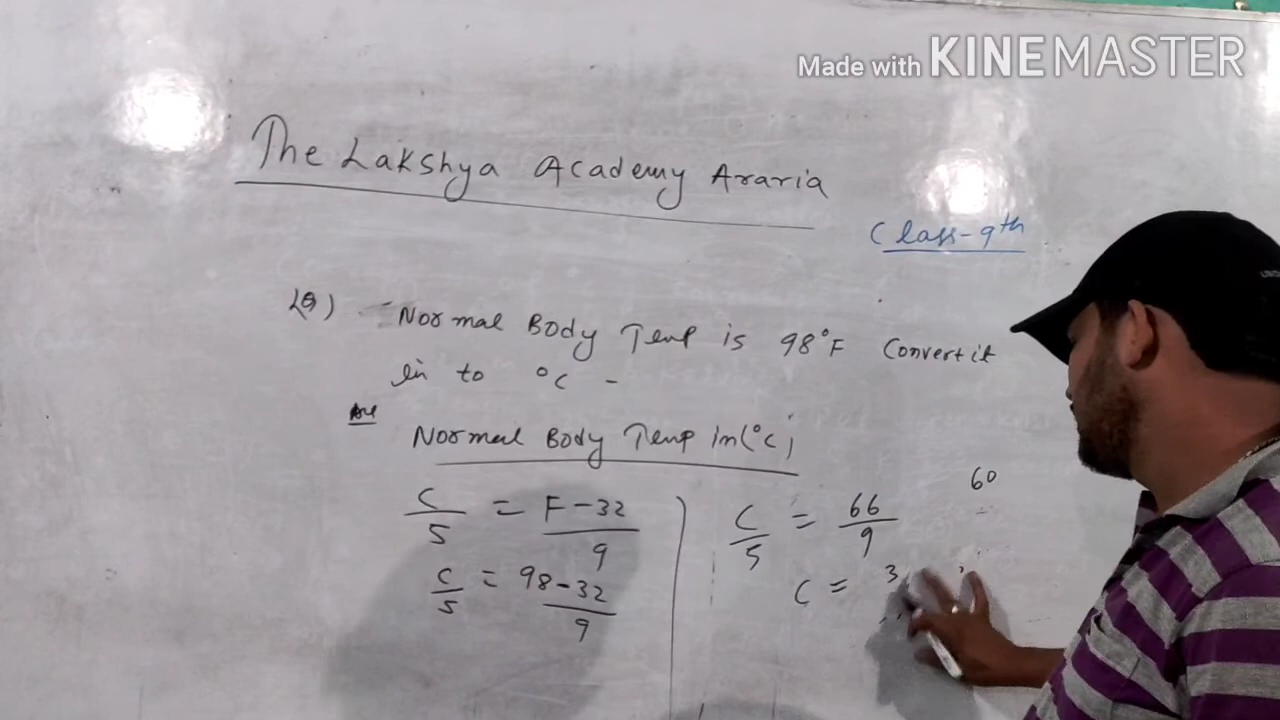 Made with KINEMASTER
The Lakshya Academy Araria
Class-9th
(Q) Normal Body Temp is 98°F Convert it
in to °C -
Ans
Normal Body Temp in (°C)
C/5 = F-32/9
C/5 = 98-32/9
C/5 = 66/9
60
C = 3